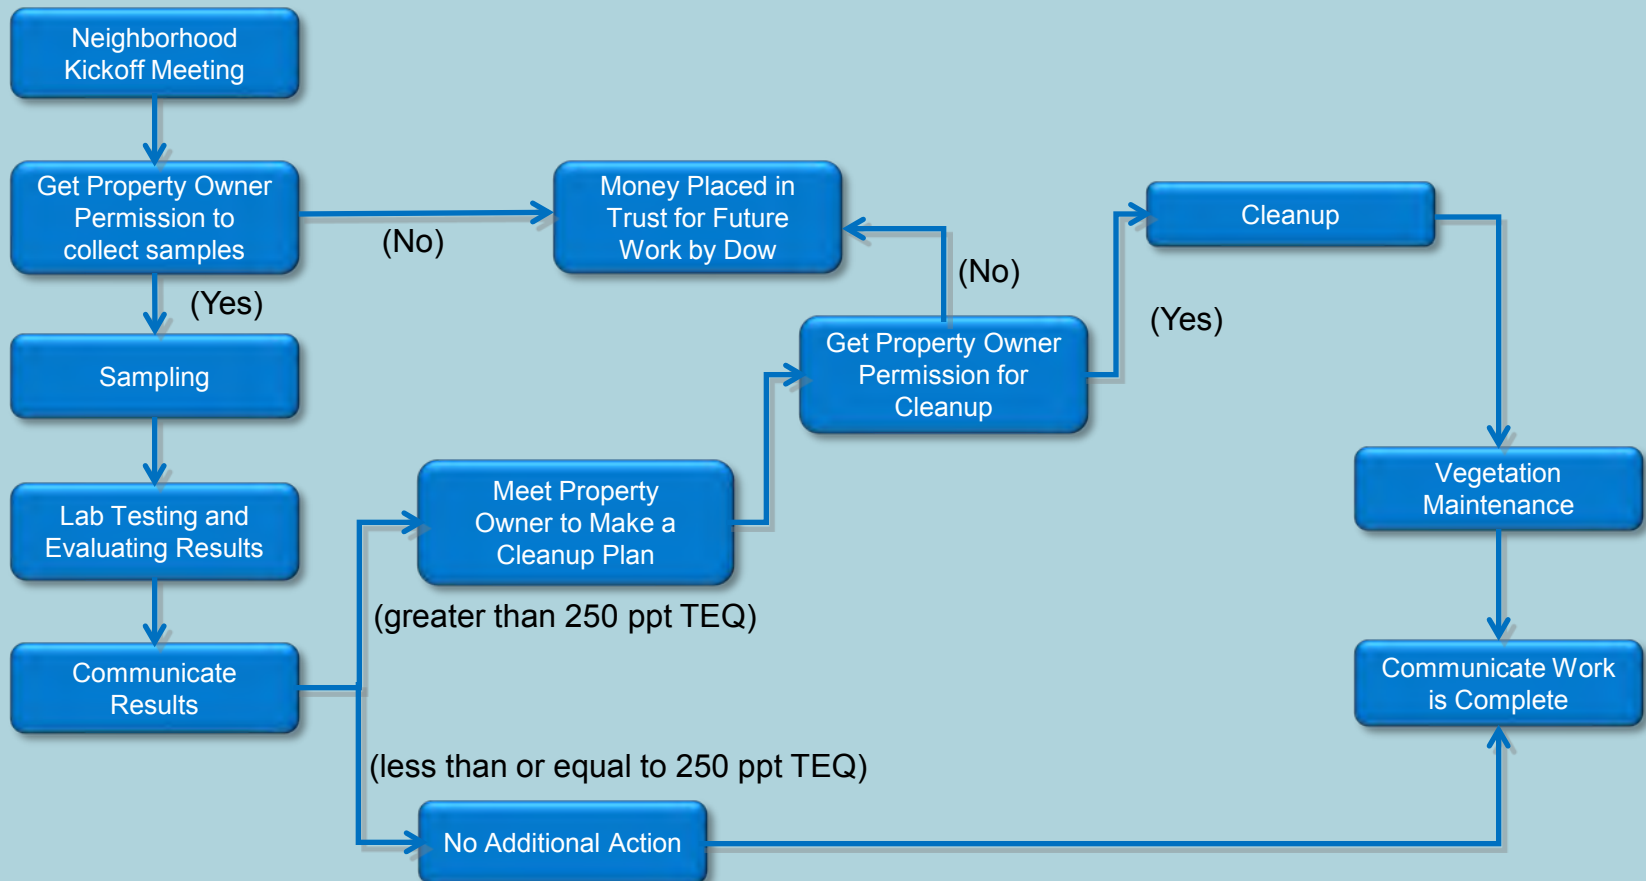 Neighborhood
Kickoff Meeting
Get Property Owner
Permission to
collect samples
(No)
Money Placed in
Trust for Future
Work by Dow
(Yes)
Sampling
Lab Testing and
Evaluating Results
Communicate
Results
(greater than 250 ppt TEQ)
Meet Property
Owner to Make a
Cleanup Plan
Get Property Owner
Permission for
Cleanup
(No)
(Yes)
Cleanup
Vegetation
Maintenance
Communicate Work
is Complete
(less than or equal to 250 ppt TEQ)
No Additional Action